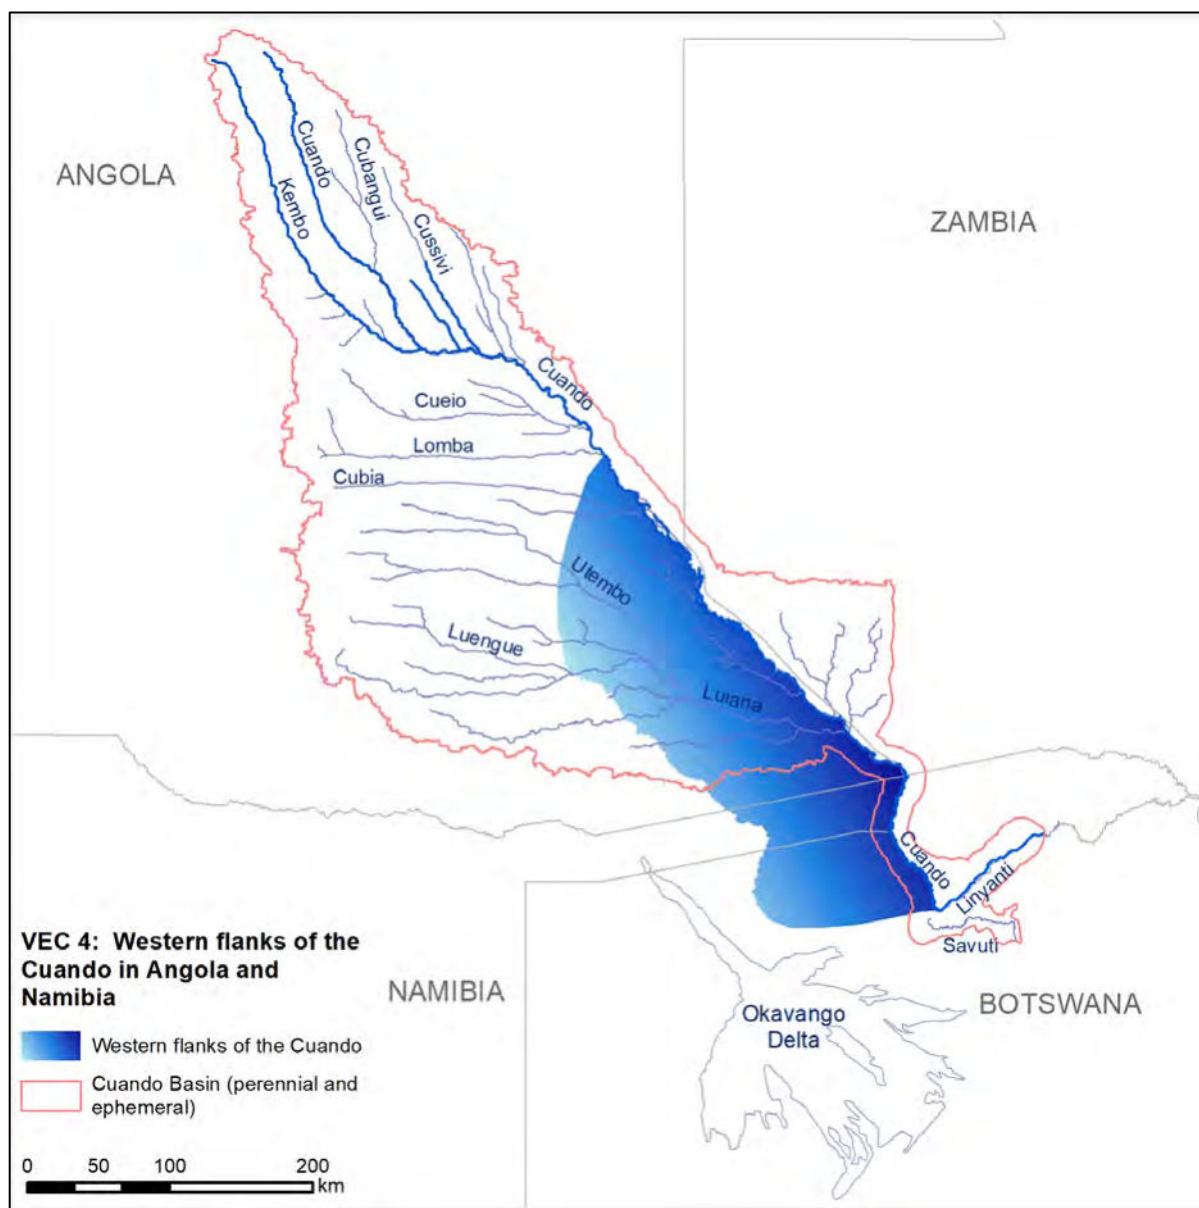 ANGOLA
ZAMBIA
Kembo
Cuando
Cubangui
Cussivi
Cuando
Cueio
Lomba
Cubia
Utembo
Luengue
Luiana
Cuando
Linyanti
Savuti
NAMIBIA
BOTSWANA
Okavango
Delta
VEC 4: Western flanks of the
Cuando in Angola and
Namibia
Western flanks of the Cuando
Cuando Basin (perennial and
ephemeral)
0 50 100 200
km